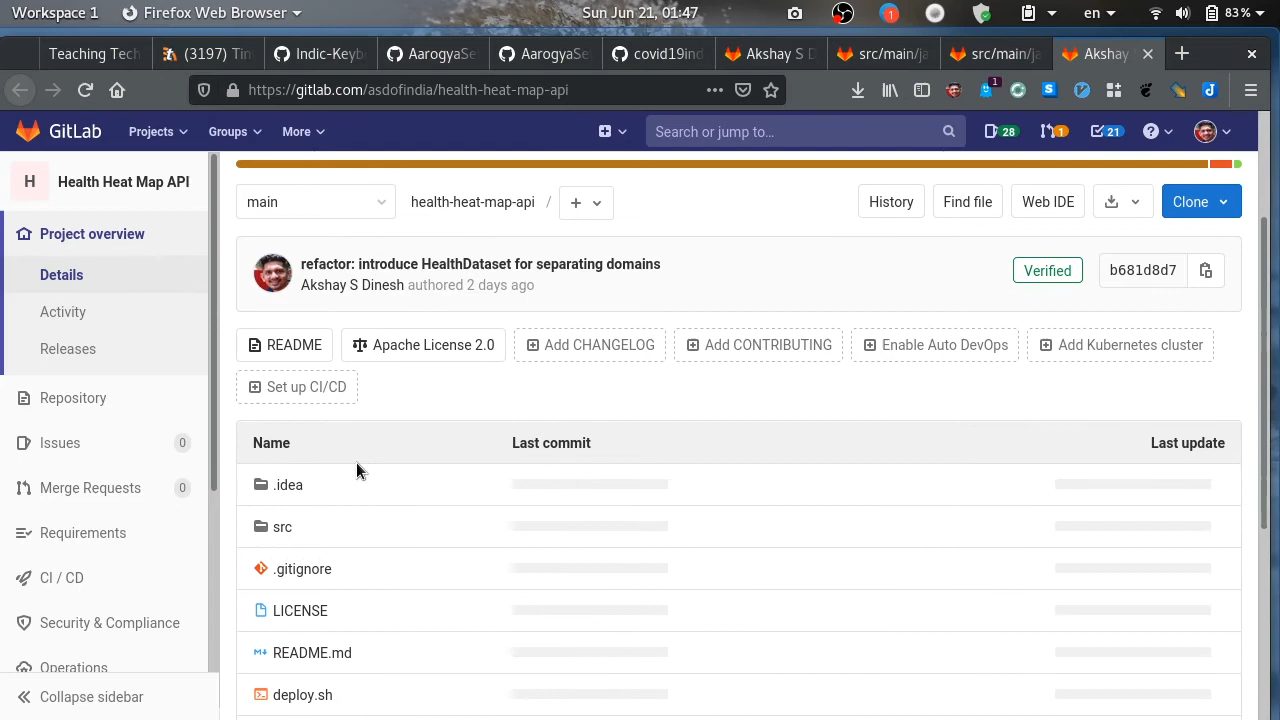 Workspace 1 Firefox Web Browser Sun Jun 21, 01:47 1 en 83%
Teaching Tech (3197) Tin Indic-Keyb AarogyaSe AarogyaSe covid19ind Akshay S D src/main/ja src/main/ja Akshay
https://gitlab.com/asdofindia/health-heat-map-api 1
GitLab Projects Groups More Search or jump to… 28 1 21
H Health Heat Map API
main health-heat-map-api / + History Find file Web IDE Clone
Project overview
Details
Activity
Releases
Repository
Issues 0
Merge Requests 0
Requirements
CI / CD
Security & Compliance
Operations
Collapse sidebar
refactor: introduce HealthDataset for separating domains
Akshay S Dinesh authored 2 days ago
Verified b681d8d7
README Apache License 2.0 Add CHANGELOG Add CONTRIBUTING Enable Auto DevOps Add Kubernetes cluster
Set up CI/CD
Name Last commit Last update
.idea
src
.gitignore
LICENSE
README.md
deploy.sh